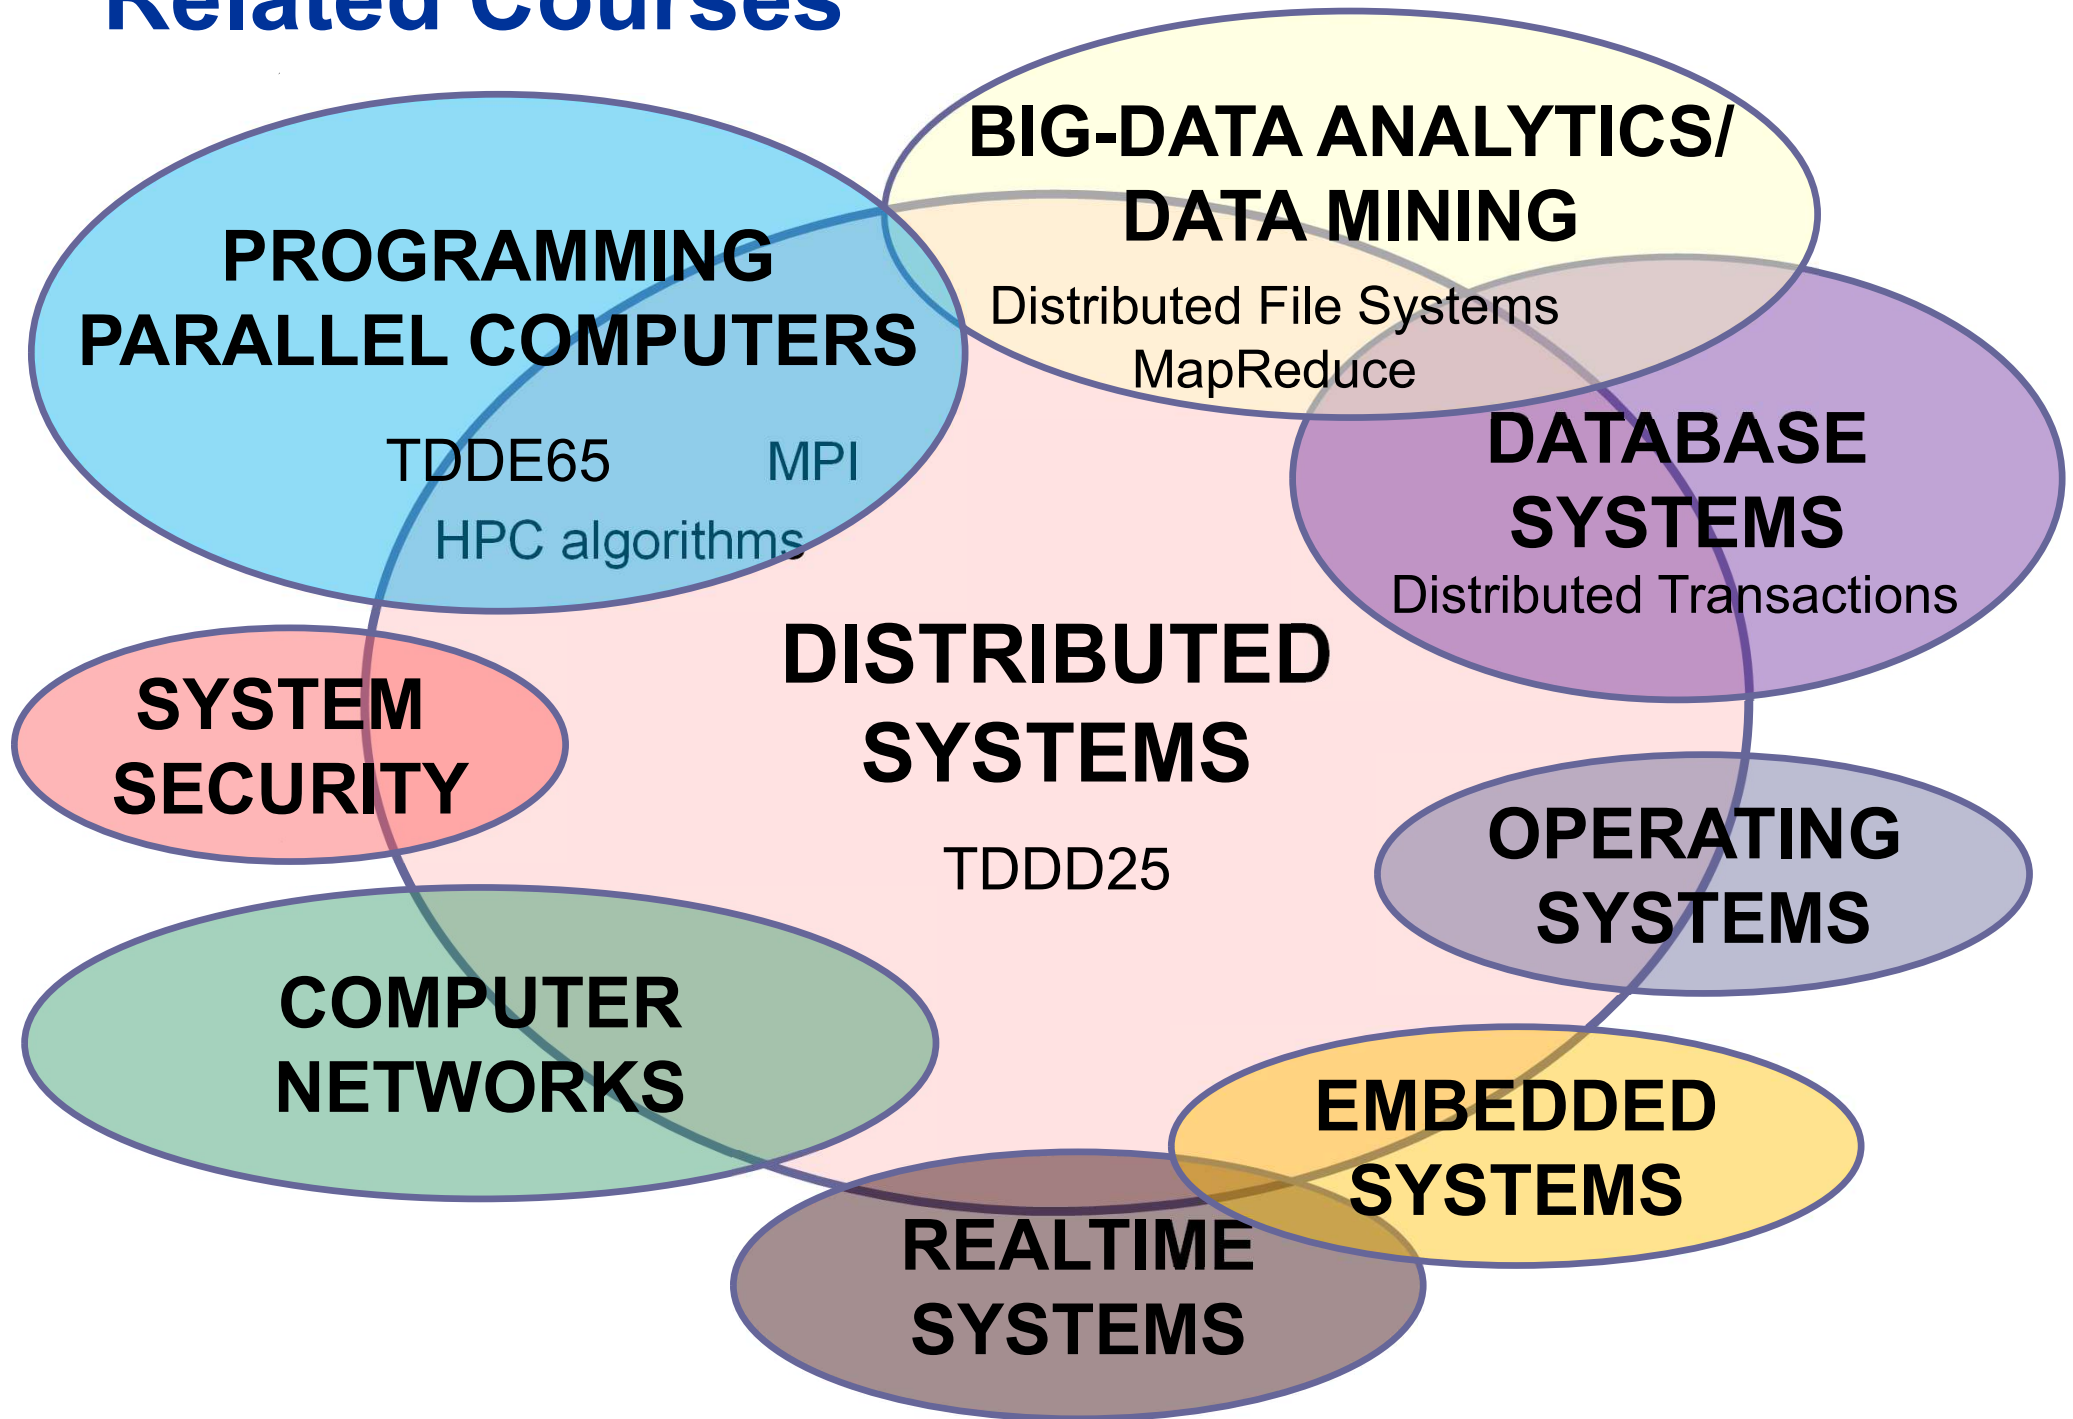 Related Courses
BIG-DATA ANALYTICS/
DATA MINING
Distributed File Systems
MapReduce
PROGRAMMING
PARALLEL COMPUTERS
TDDE65 MPI
HPC algorithms
DATABASE
SYSTEMS
Distributed Transactions
DISTRIBUTED
SYSTEMS
TDDD25
SYSTEM
SECURITY
OPERATING
SYSTEMS
COMPUTER
NETWORKS
EMBEDDED
SYSTEMS
REALTIME
SYSTEMS